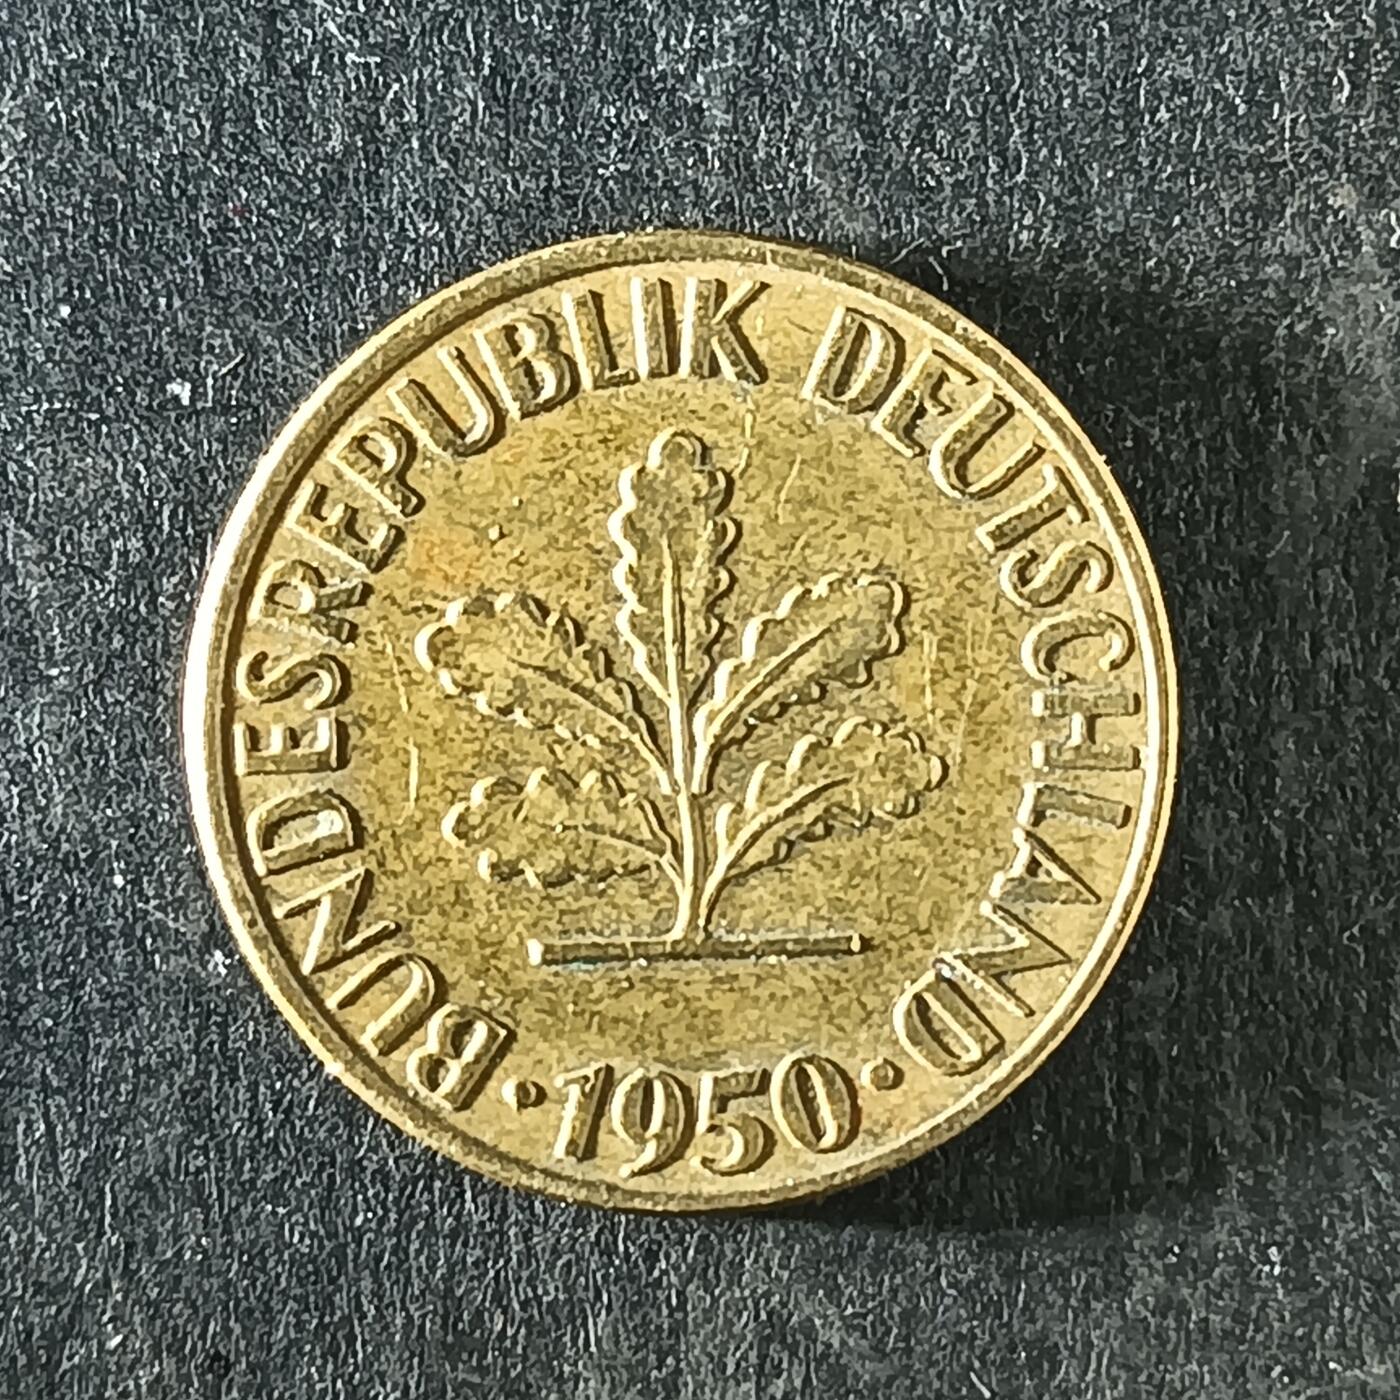 BUNDESREPUBLIK DEUTSCHLAND
· 1950 ·